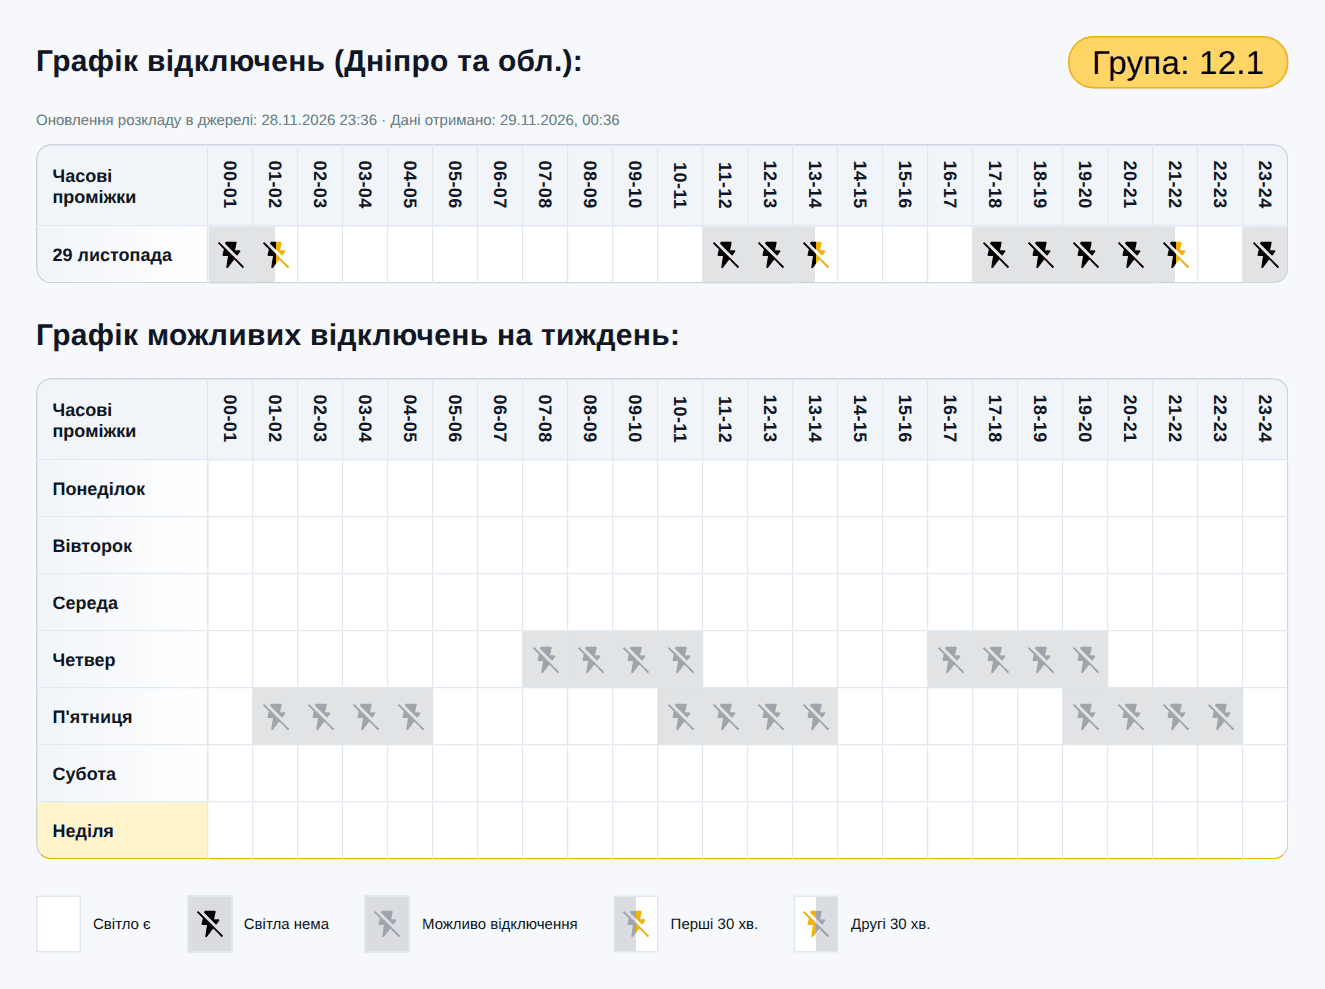 Графік відключень (Дніпро та обл.):
Група: 12.1
Оновлення розкладу в джерелі: 28.11.2026 23:36 · Дані отримано: 29.11.2026, 00:36
Часові проміжки 00-01 01-02 02-03 03-04 04-05 05-06 06-07 07-08 08-09 09-10 10-11 11-12 12-13 13-14 14-15 15-16 16-17 17-18 18-19 19-20 20-21 21-22 22-23 23-24
29 листопада
Графік можливих відключень на тиждень:
Часові проміжки 00-01 01-02 02-03 03-04 04-05 05-06 06-07 07-08 08-09 09-10 10-11 11-12 12-13 13-14 14-15 15-16 16-17 17-18 18-19 19-20 20-21 21-22 22-23 23-24
Понеділок
Вівторок
Середа
Четвер
П'ятниця
Субота
Неділя
Світло є Світла нема Можливо відключення Перші 30 хв. Другі 30 хв.